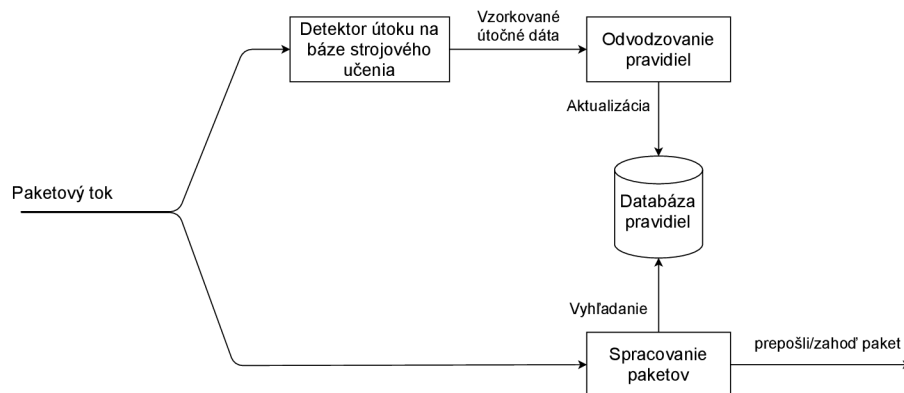 Detektor útoku na
báze strojového
učenia
Vzorkované
útočné dáta
Odvodzovanie
pravidiel
Aktualizácia
Paketový tok
Databáza
pravidiel
Vyhľadanie
Spracovanie
paketov
prepošli/zahoď paket